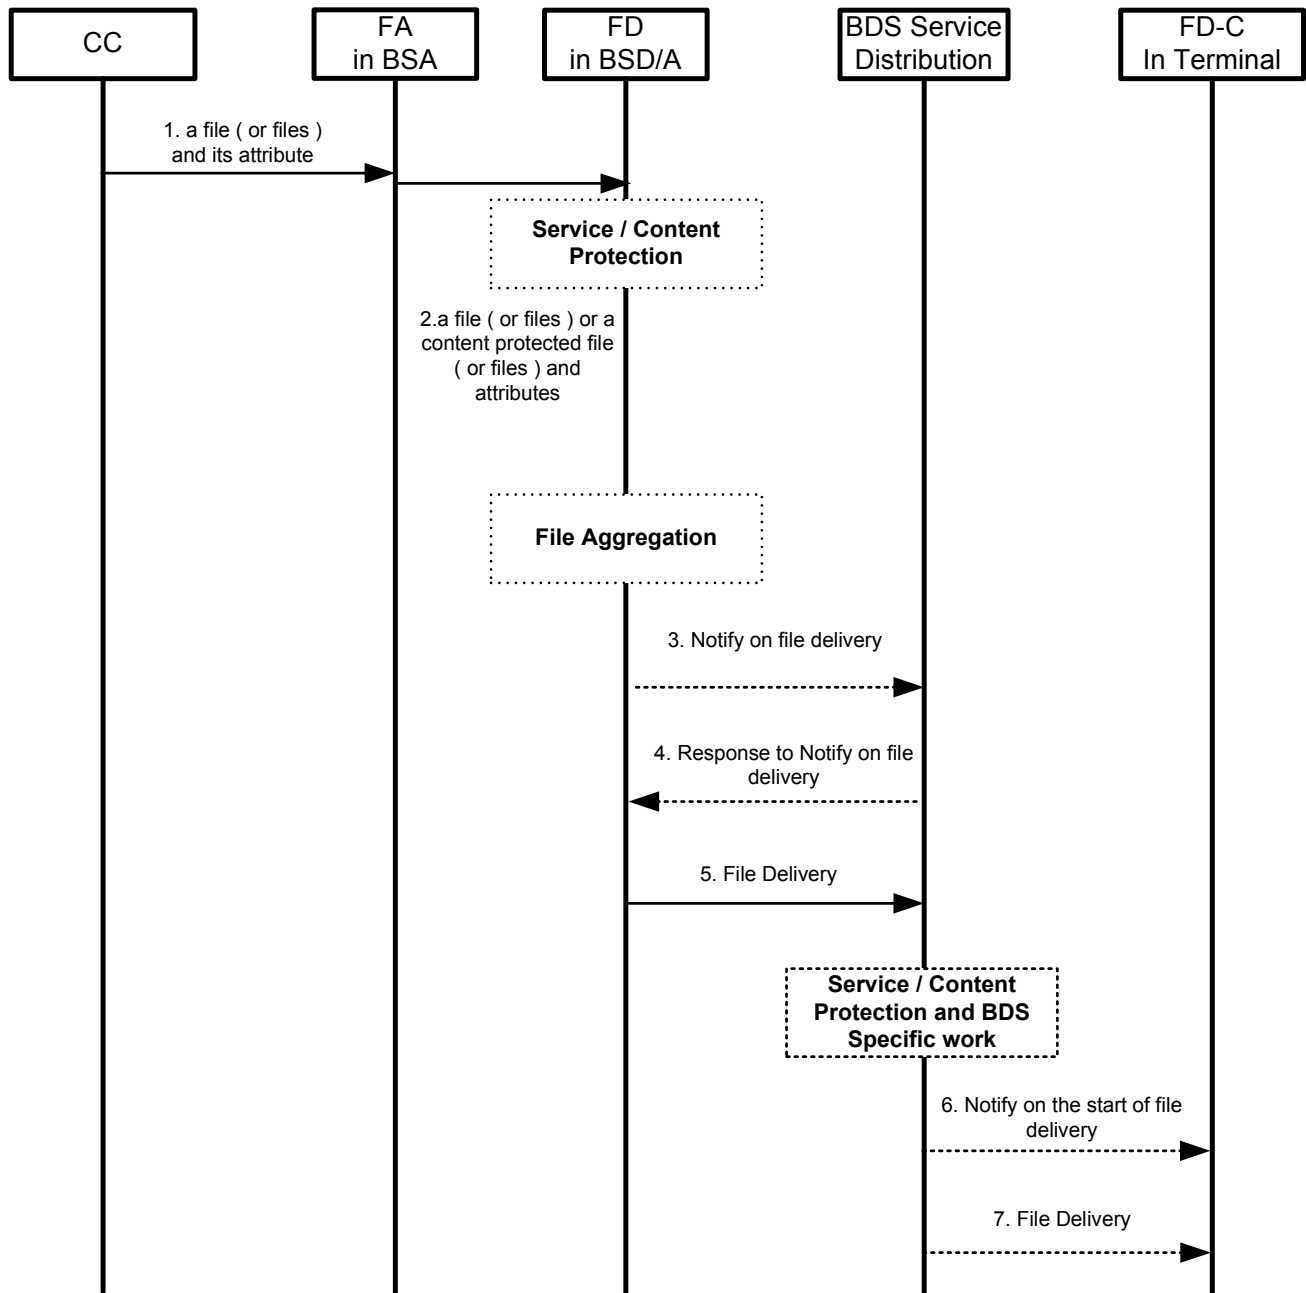 CC
FA
in BSA
FD
in BSD/A
BDS Service
Distribution
FD-C
In Terminal
1. a file ( or files )
and its attribute
Service / Content
Protection
2.a file ( or files ) or a
content protected file
( or files ) and
attributes
File Aggregation
3. Notify on file delivery
4. Response to Notify on file
delivery
5. File Delivery
Service / Content
Protection and BDS
Specific work
6. Notify on the start of file
delivery
7. File Delivery